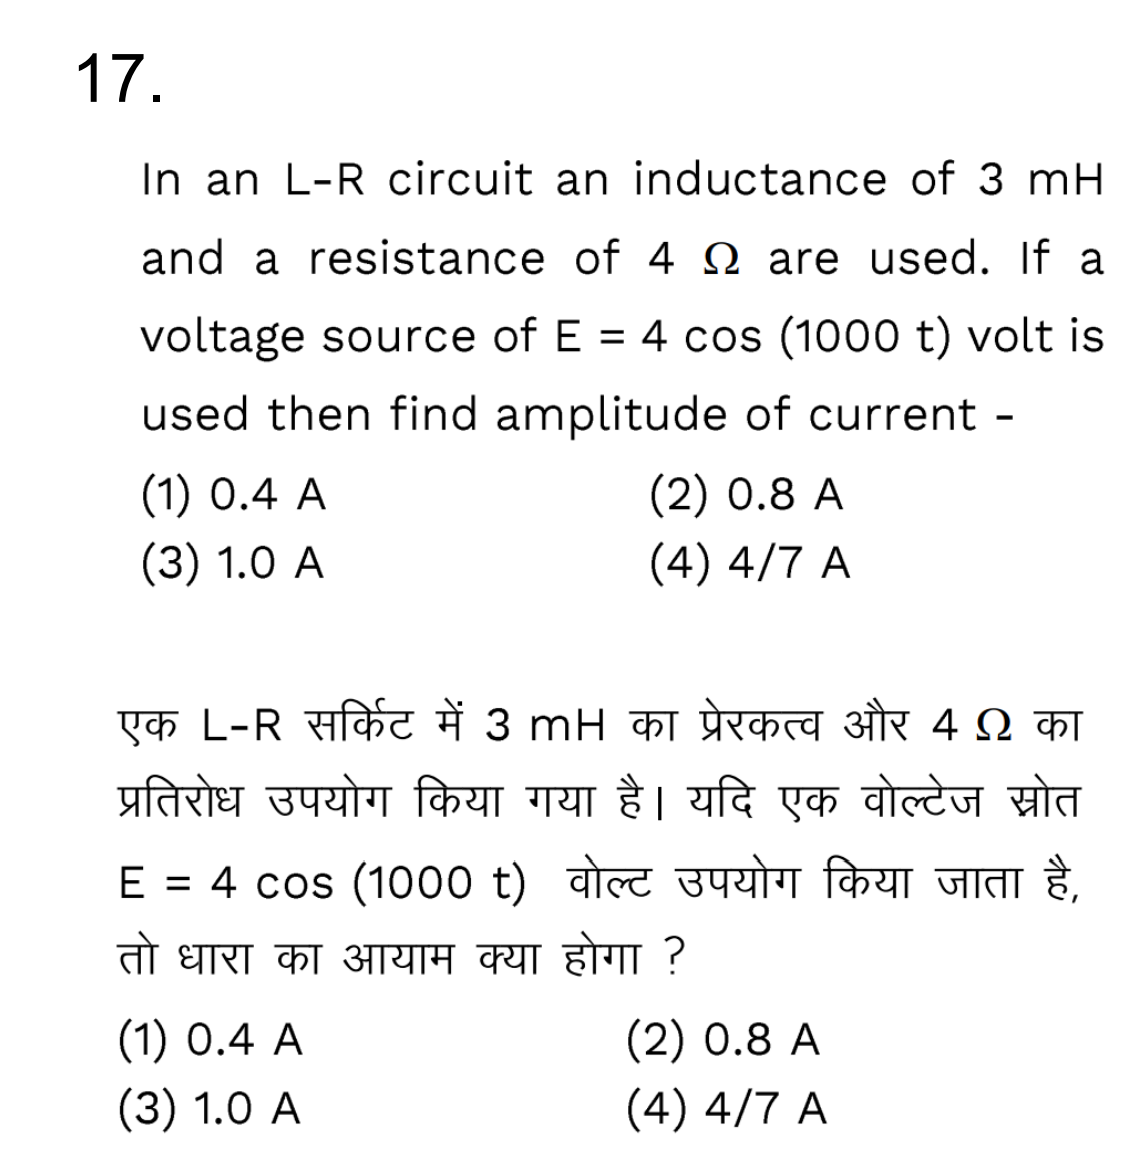 17.
In an L-R circuit an inductance of 3 mH
and a resistance of 4 Ω are used. If a
voltage source of E = 4 cos (1000 t) volt is
used then find amplitude of current -
(1) 0.4 A (2) 0.8 A
(3) 1.0 A (4) 4/7 A
एक L-R सर्किट में 3 mH का प्रेरकत्व और 4 Ω का
प्रतिरोध उपयोग किया गया है| यदि एक वोल्टेज स्रोत
E = 4 cos (1000 t) वोल्ट उपयोग किया जाता है,
तो धारा का आयाम क्या होगा ?
(1) 0.4 A (2) 0.8 A
(3) 1.0 A (4) 4/7 A